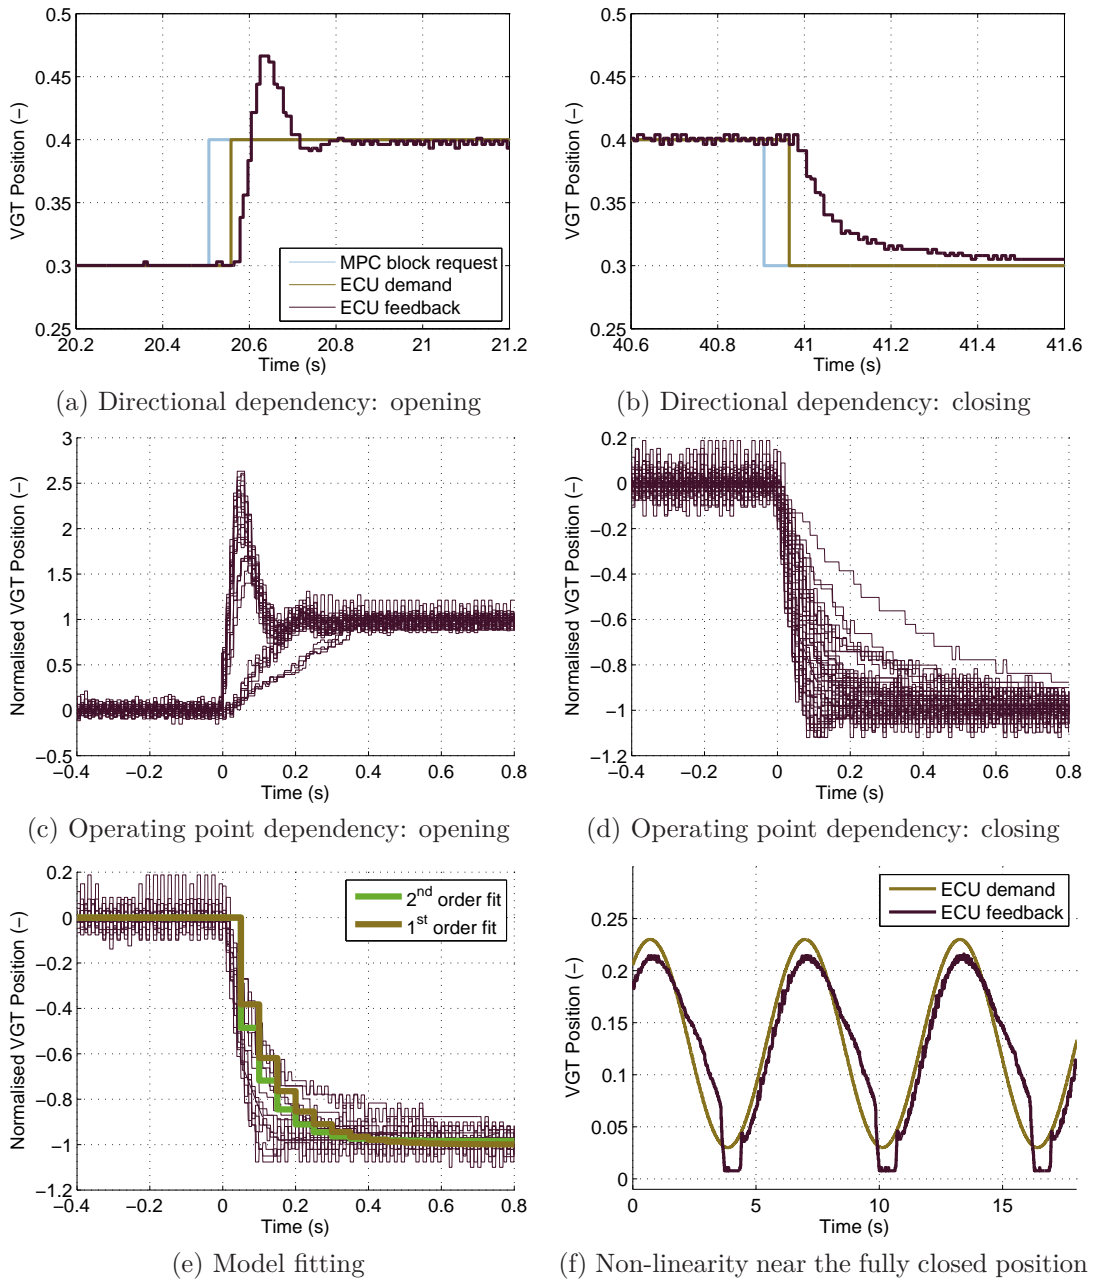 0.5
0.45
0.4
0.35
0.3
0.25
VGT Position (−)
20.2 20.4 20.6 20.8 21 21.2
Time (s)
MPC block request
ECU demand
ECU feedback
(a) Directional dependency: opening
0.5
0.45
0.4
0.35
0.3
0.25
VGT Position (−)
40.6 40.8 41 41.2 41.4 41.6
Time (s)
(b) Directional dependency: closing
3
2.5
2
1.5
1
0.5
0
−0.5
Normalised VGT Position (−)
−0.4 −0.2 0 0.2 0.4 0.6 0.8
Time (s)
(c) Operating point dependency: opening
0.2
0
−0.2
−0.4
−0.6
−0.8
−1
−1.2
Normalised VGT Position (−)
−0.4 −0.2 0 0.2 0.4 0.6 0.8
Time (s)
(d) Operating point dependency: closing
0.2
0
−0.2
−0.4
−0.6
−0.8
−1
−1.2
Normalised VGT Position (−)
−0.4 −0.2 0 0.2 0.4 0.6 0.8
Time (s)
2nd order fit
1st order fit
(e) Model fitting
0.25
0.2
0.15
0.1
0.05
0
VGT Position (−)
0 5 10 15
Time (s)
ECU demand
ECU feedback
(f) Non-linearity near the fully closed position